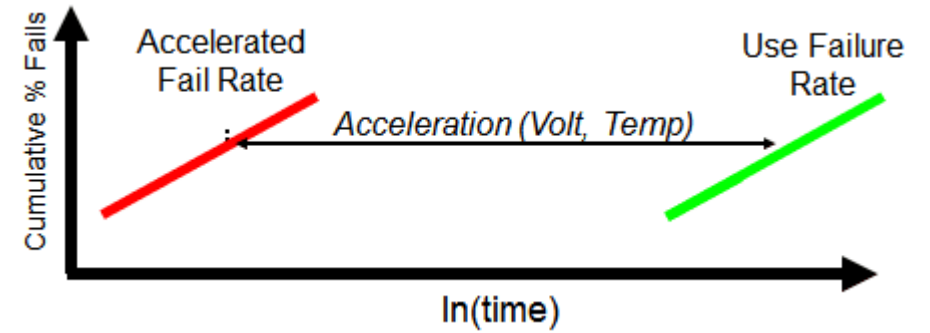 Cumulative % Fails
Accelerated
Fail Rate
Acceleration (Volt, Temp)
Use Failure
Rate
ln(time)